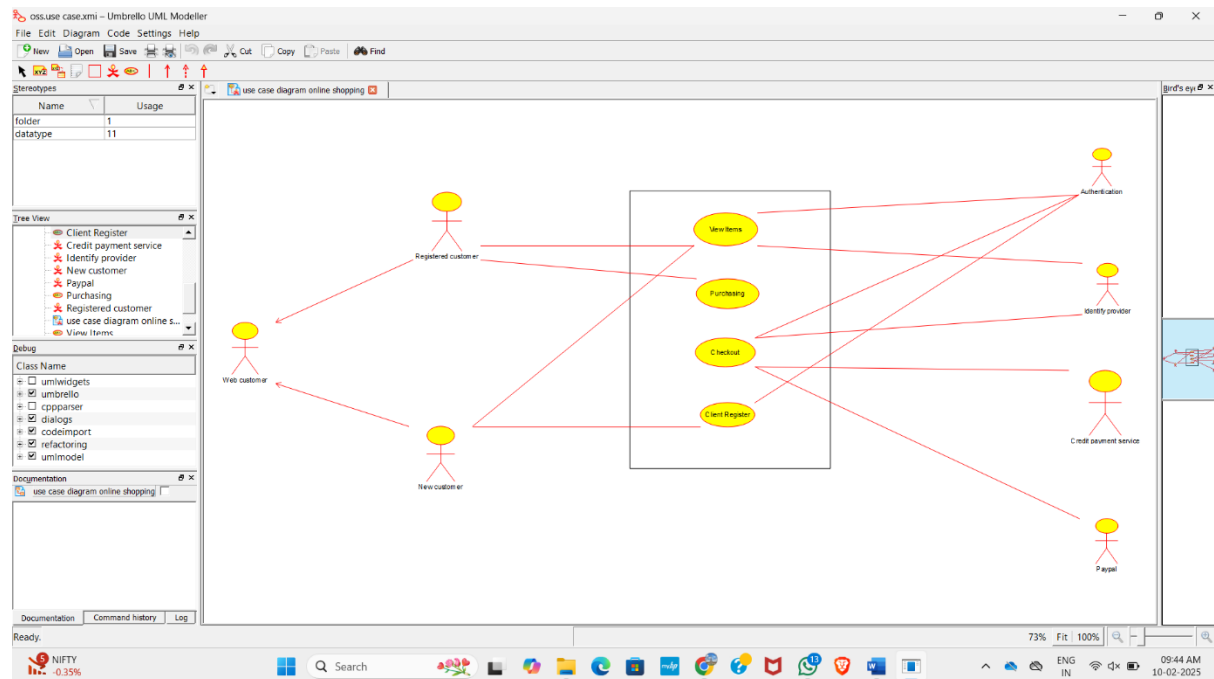 oss.use case.xmi – Umbrello UML Modeller
File Edit Diagram Code Settings Help
New Open Save Cut Copy Paste Find
XYZ
Stereotypes
Name Usage
folder 1
datatype 11
Tree View
Client Register
Credit payment service
Identify provider
New customer
Paypal
Purchasing
Registered customer
use case diagram online s...
View Items
Debug
Class Name
umlwidgets
umbrello
cppparser
dialogs
codeimport
refactoring
umlmodel
Documentation
use case diagram online shopping
Documentation Command history Log
use case diagram online shopping
Registered customer
Web customer
New customer
View Items
Purchasing
Checkout
Client Register
Authentication
Identify provider
Credit payment service
Paypal
Bird's eye
Ready.
73% Fit 100%
5
NIFTY
-0.35%
Search
mdp
13
ENG
IN
09:44 AM
10-02-2025